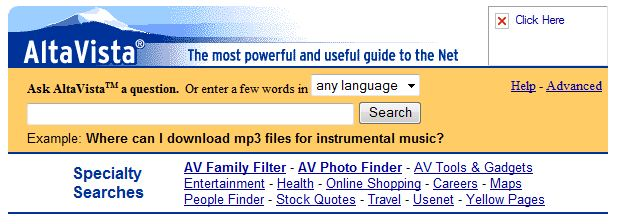 AltaVista®
The most powerful and useful guide to the Net
Click Here
Ask AltaVista™ a question. Or enter a few words in any language
Help - Advanced
Search
Example: Where can I download mp3 files for instrumental music?
Specialty Searches
AV Family Filter - AV Photo Finder - AV Tools & Gadgets
Entertainment - Health - Online Shopping - Careers - Maps
People Finder - Stock Quotes - Travel - Usenet - Yellow Pages